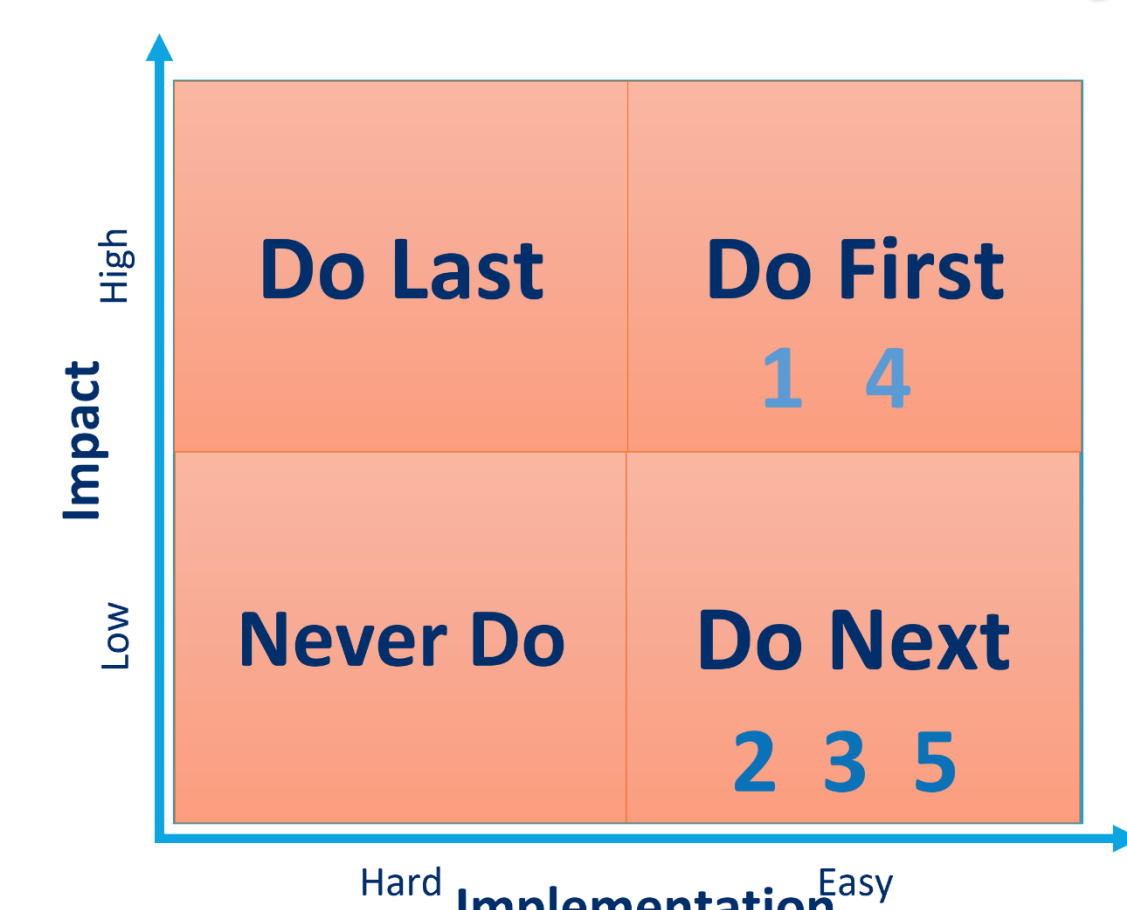 High
Do Last
Do First
1 4
Impact
Low
Never Do
Do Next
2 3 5
Hard
Implementation
Easy